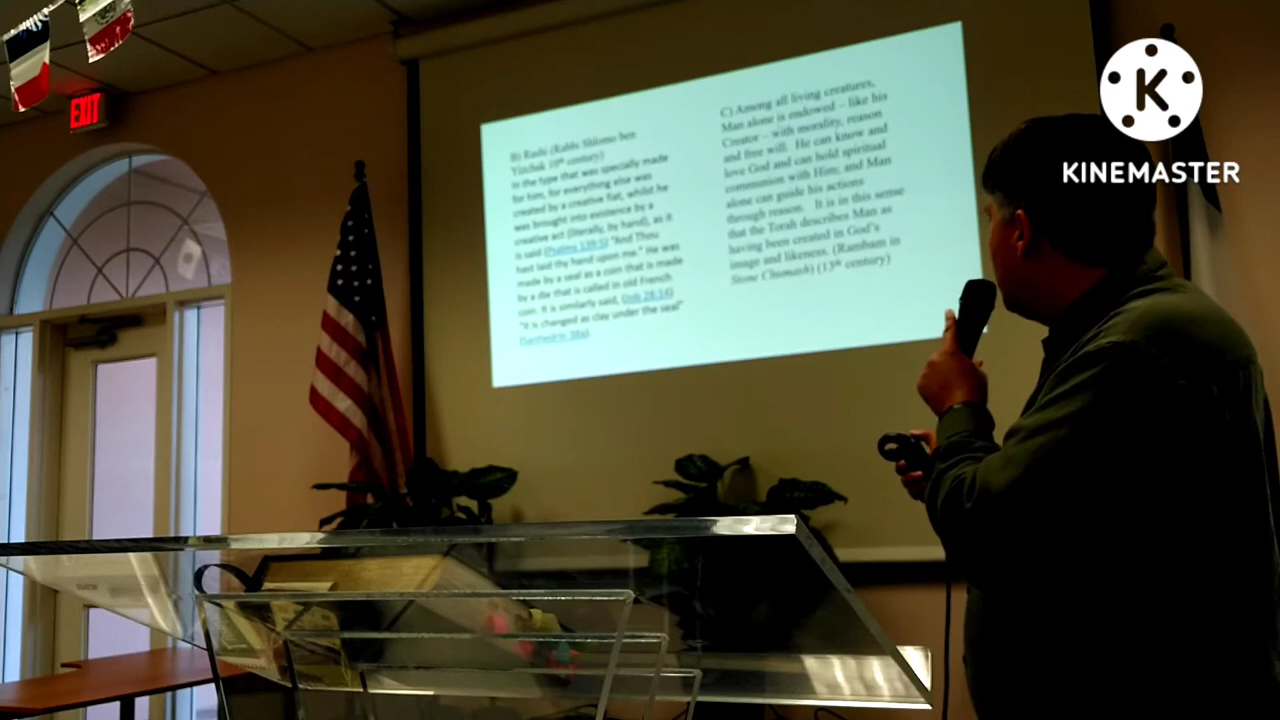 EXIT
B) Rashi (Rabbi Shlomo ben
Yitzchak 10th century)
In the type that was specially made
for him, for everything else was
created by a creative fiat, whilst he
was brought into existence by a
creative act (literally, by hand), as it
is said (Psalms 139:5) "And Thou
hast laid thy hand upon me." He was
made by a seal as a coin that is made
by a die that is called in old French
coin. It is similarly said, (Job 28:14)
"it is changed as clay under the seal"
(Sanhedrin 38a).
C) Among all living creatures,
Man alone is endowed – like his
Creator – with morality, reason
and free will. He can know and
love God and can hold spiritual
communion with Him; and Man
alone can guide his actions
through reason. It is in this sense
that the Torah describes Man as
having been created in God's
image and likeness. (Rambam in
Stone Chumash) (13th century)
K
KINEMASTER